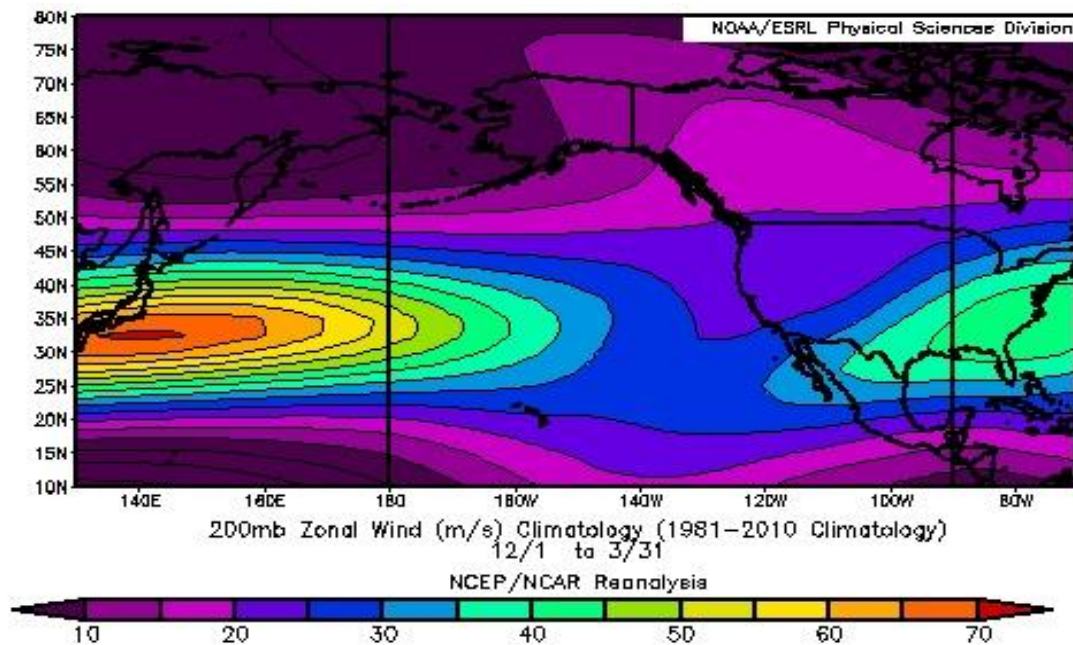 NOAA/ESRL Physical Sciences Division
80N
75N
70N
65N
60N
55N
50N
45N
40N
35N
30N
25N
20N
15N
10N
140E 160E 180 160W 140W 120W 100W 80W
200mb Zonal Wind (m/s) Climatology (1981-2010 Climatology)
12/1 to 3/31
NCEP/NCAR Reanalysis
10 20 30 40 50 60 70